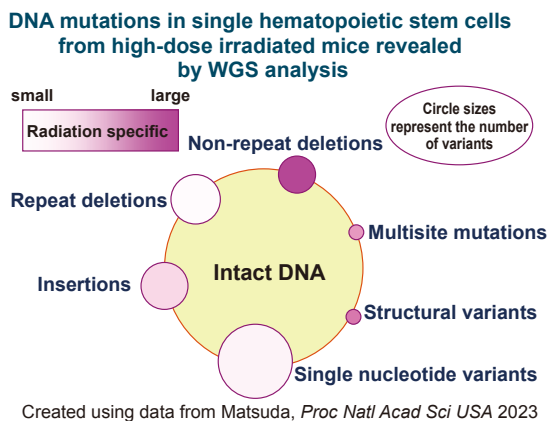 DNA mutations in single hematopoietic stem cells
from high-dose irradiated mice revealed
by WGS analysis
small
large
Radiation specific
Circle sizes
represent the number
of variants
Non-repeat deletions
Repeat deletions
Multisite mutations
Intact DNA
Insertions
Structural variants
Single nucleotide variants
Created using data from Matsuda, Proc Natl Acad Sci USA 2023